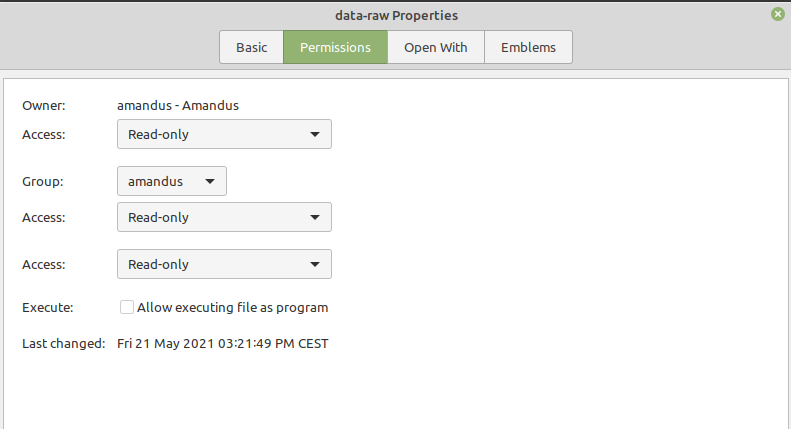 data-raw Properties
Basic Permissions Open With Emblems
Owner: amandus - Amandus
Access: Read-only
Group: amandus
Access: Read-only
Access: Read-only
Execute: Allow executing file as program
Last changed: Fri 21 May 2021 03:21:49 PM CEST